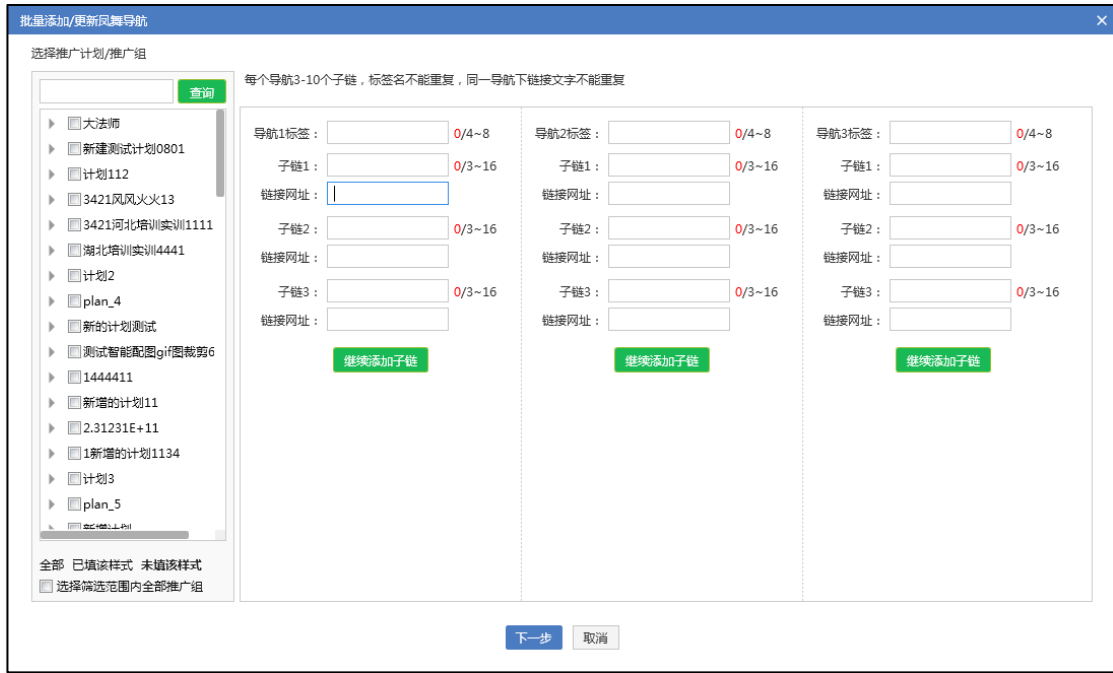 批量添加/更新凤舞导航
选择推广计划/推广组
查询
大法师
新建测试计划0801
计划112
3421风风火火13
3421河北培训实训1111
湖北培训实训4441
计划2
plan_4
新的计划测试
测试智能配图gif图裁剪6
1444411
新增的计划11
2.31231E+11
1新增的计划1134
计划3
plan_5
新增计划
全部 已填该样式 未填该样式
选择筛选范围内全部推广组
每个导航3-10个子链，标签名不能重复，同一导航下链接文字不能重复
导航1标签： 0/4~8
子链1： 0/3~16
链接网址：
子链2： 0/3~16
链接网址：
子链3： 0/3~16
链接网址：
继续添加子链
导航2标签： 0/4~8
子链1： 0/3~16
链接网址：
子链2： 0/3~16
链接网址：
子链3： 0/3~16
链接网址：
继续添加子链
导航3标签： 0/4~8
子链1： 0/3~16
链接网址：
子链2： 0/3~16
链接网址：
子链3： 0/3~16
链接网址：
继续添加子链
下一步 取消